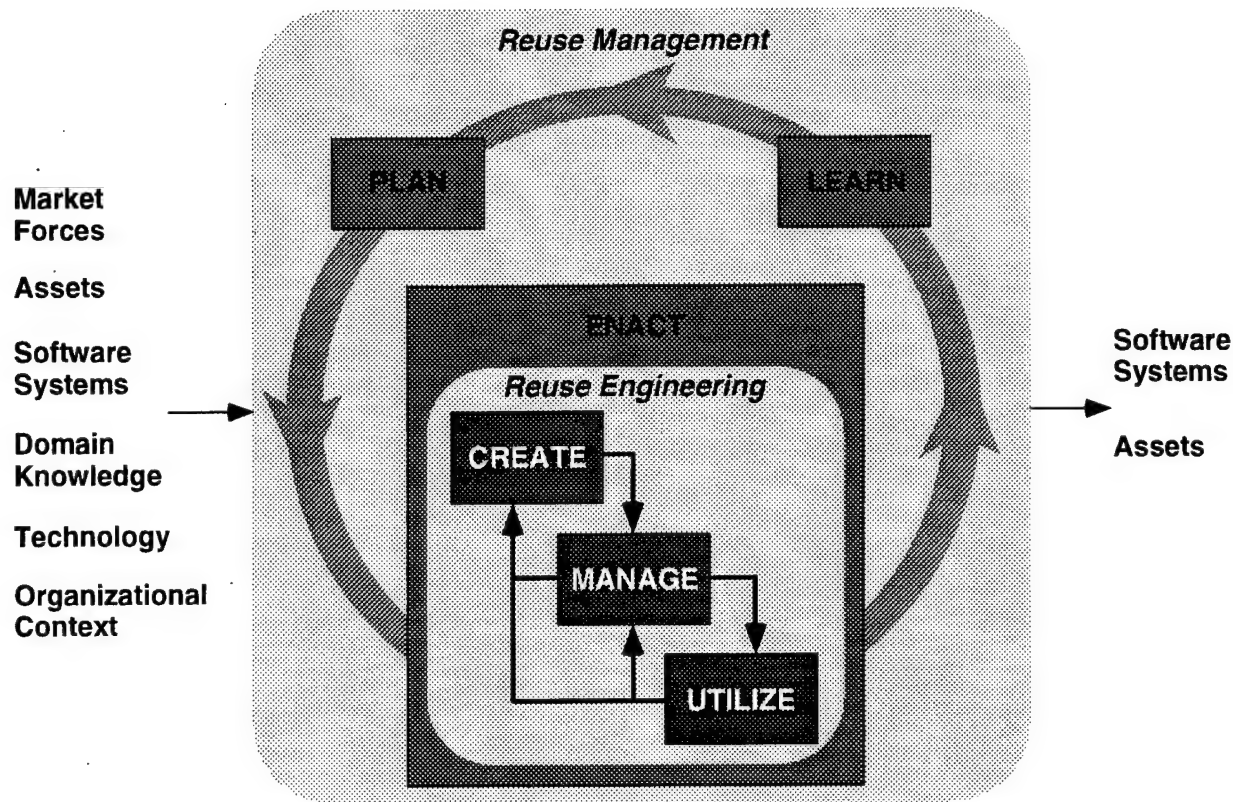 Reuse Management
PLAN
LEARN
Market
Forces
Assets
Software
Systems
Domain
Knowledge
Technology
Organizational
Context
ENACT
Reuse Engineering
CREATE
MANAGE
UTILIZE
Software
Systems
Assets